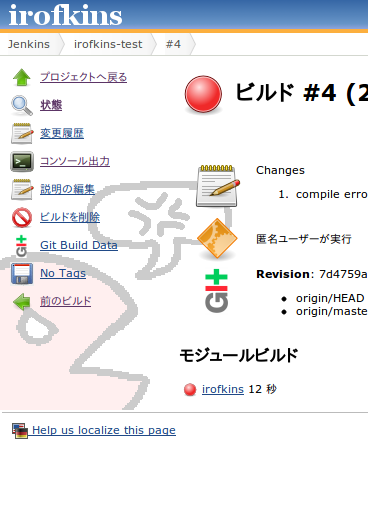 irofkins
Jenkins irofkins-test #4
プロジェクトへ戻る
状態
変更履歴
コンソール出力
説明の編集
ビルドを削除
Git Build Data
No Tags
前のビルド
ビルド #4 (2
Changes
1. compile erro
匿名ユーザーが実行
Revision: 7d4759a
origin/HEAD
origin/maste
モジュールビルド
irofkins 12 秒
Help us localize this page